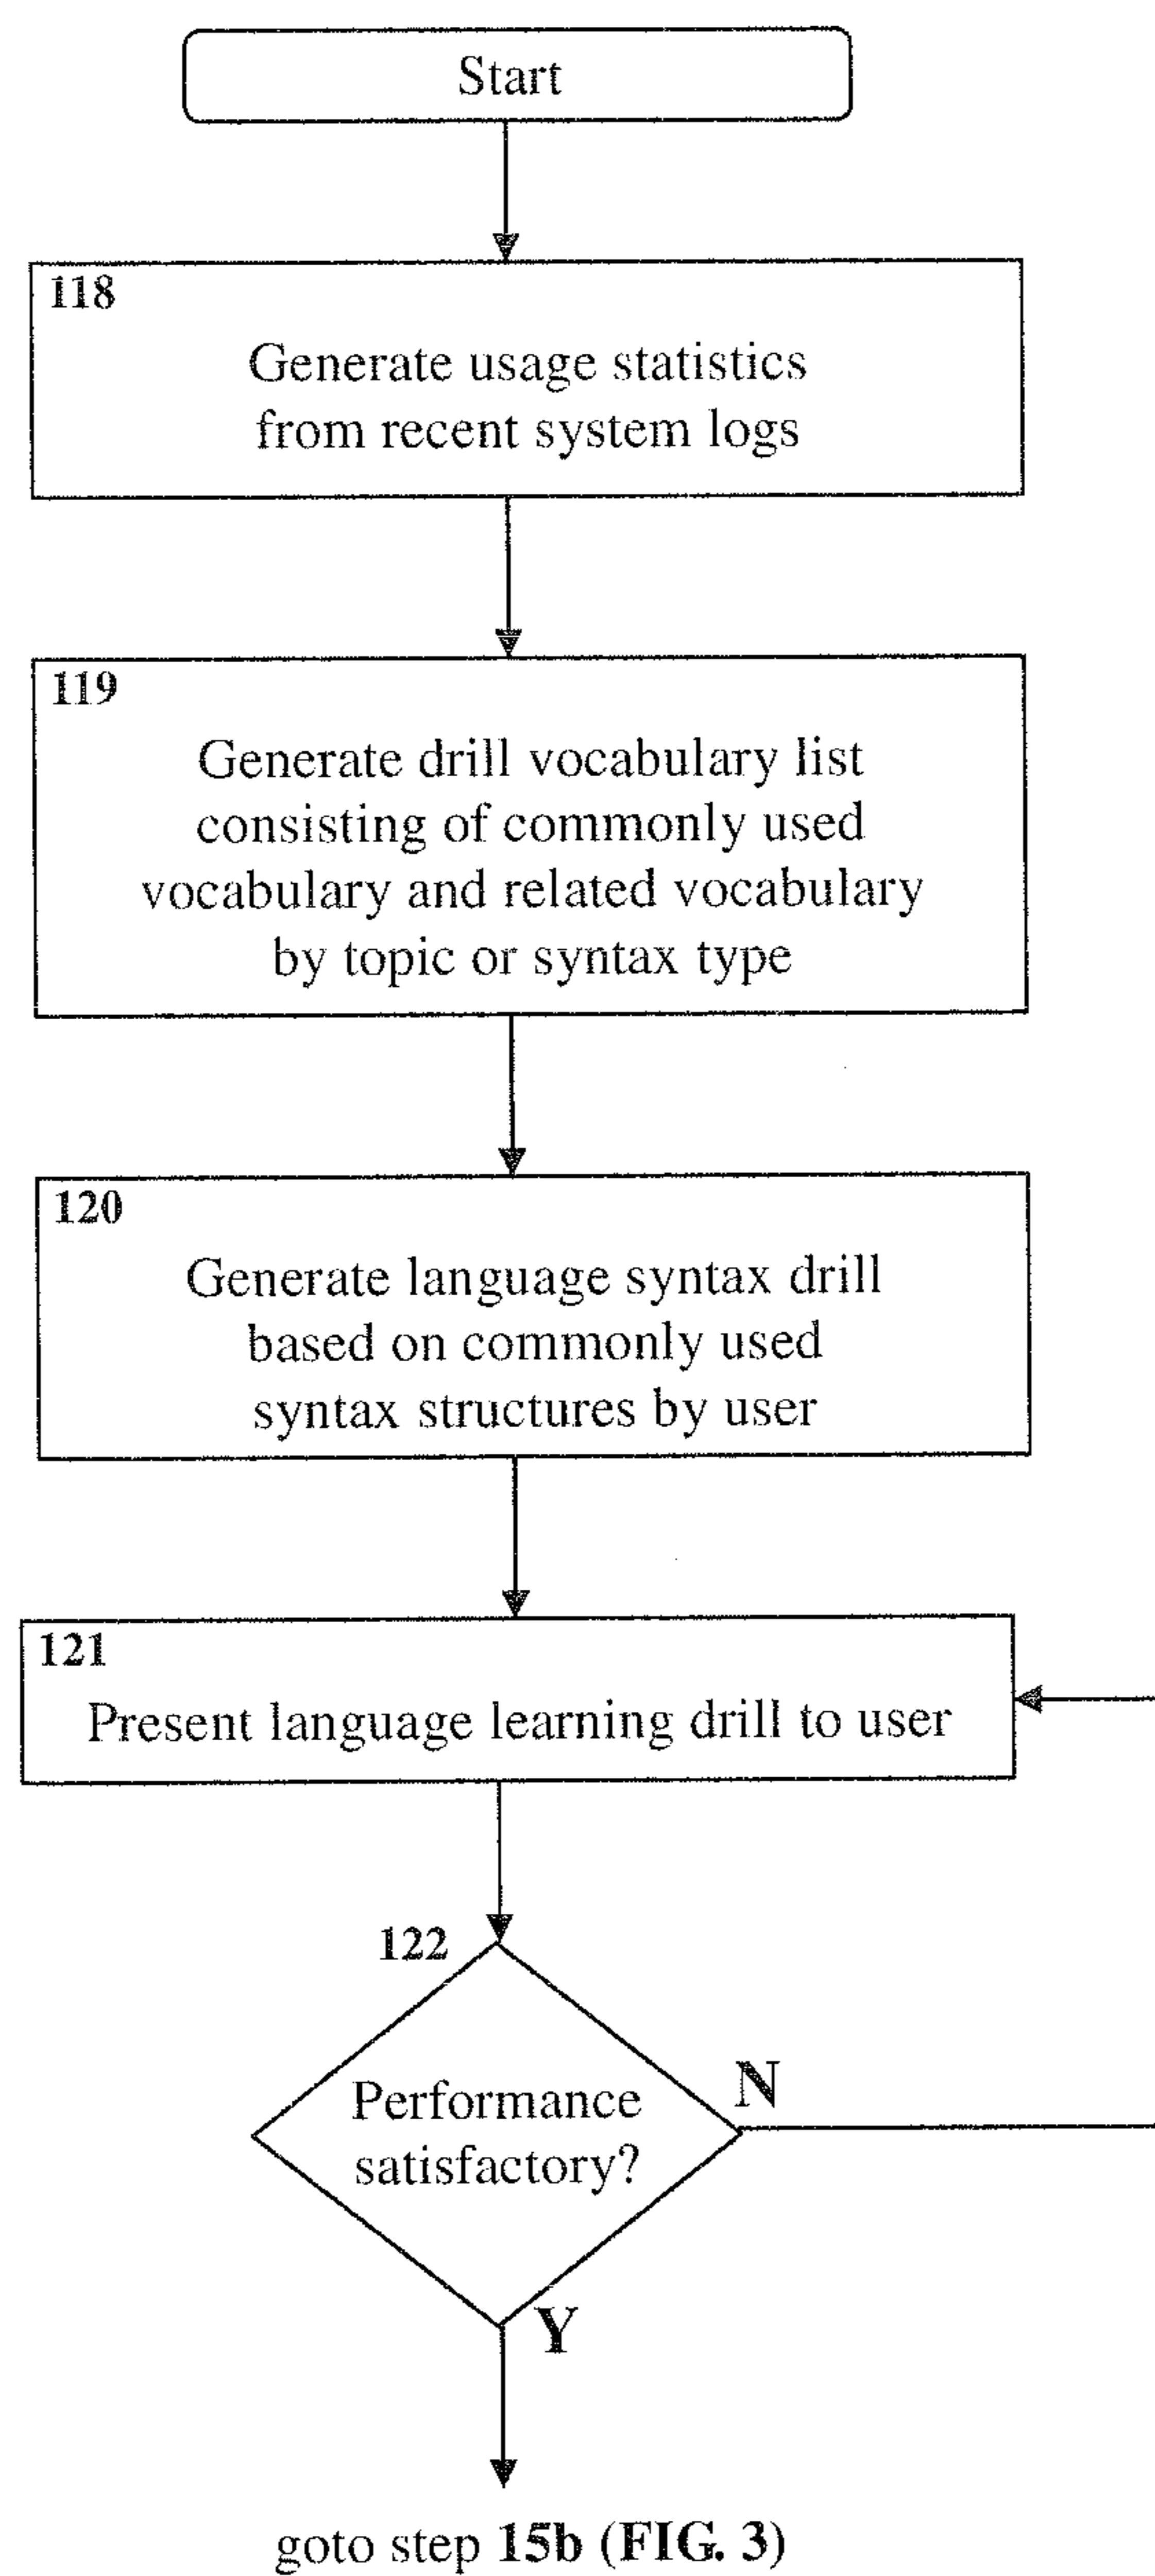 Start
118
Generate usage statistics
from recent system logs
119
Generate drill vocabulary list
consisting of commonly used
vocabulary and related vocabulary
by topic or syntax type
120
Generate language syntax drill
based on commonly used
syntax structures by user
121
Present language learning drill to user
122
Performance
satisfactory?
N
Y
goto step 15b (FIG. 3)